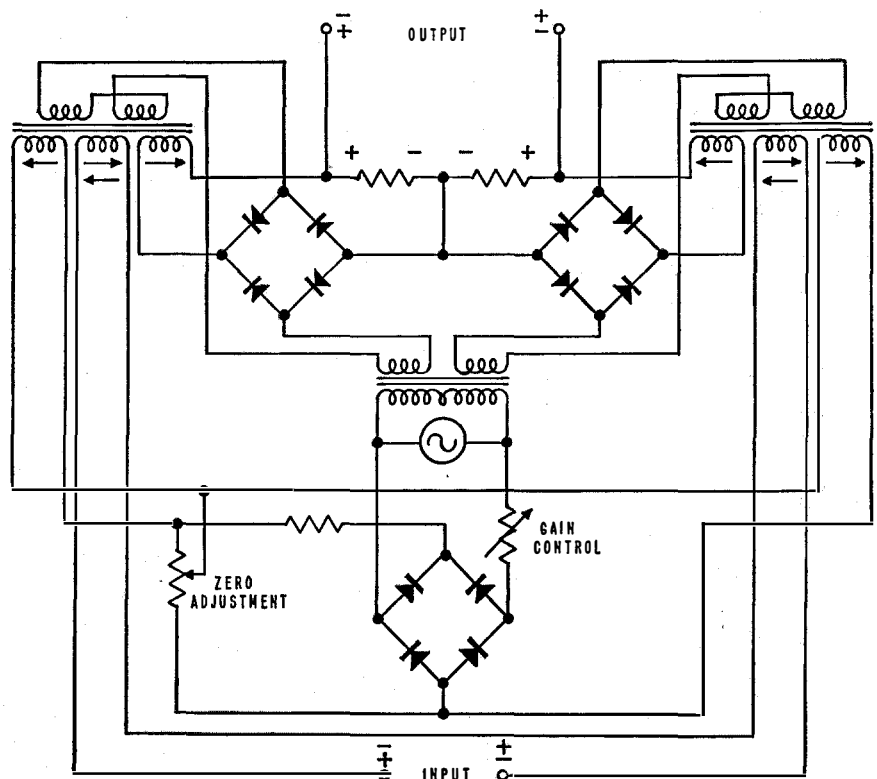 ∓
OUTPUT
±
+ - - +
GAIN
CONTROL
ZERO
ADJUSTMENT
∓
INPUT
±